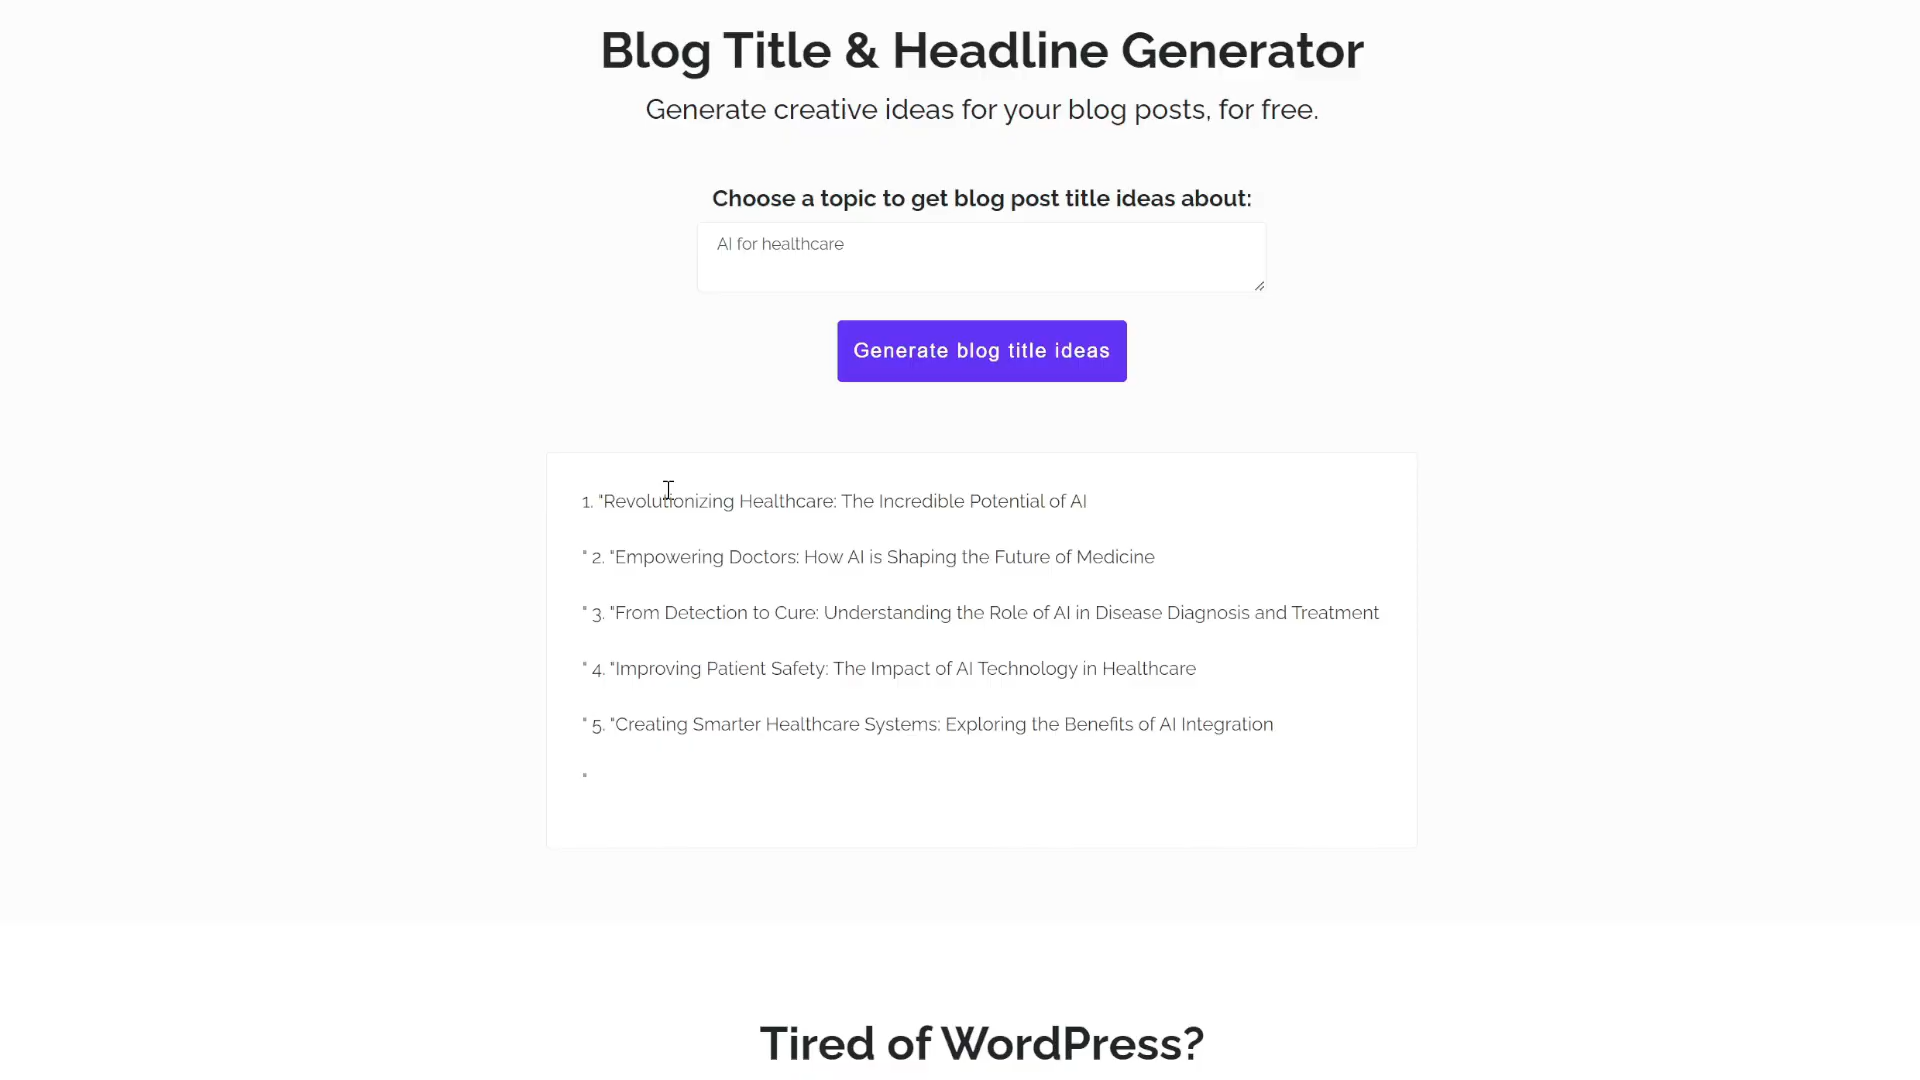 Blog Title & Headline Generator
Generate creative ideas for your blog posts, for free.
Choose a topic to get blog post title ideas about:
AI for healthcare
Generate blog title ideas
1. "Revolutionizing Healthcare: The Incredible Potential of AI
" 2. "Empowering Doctors: How AI is Shaping the Future of Medicine
" 3. "From Detection to Cure: Understanding the Role of AI in Disease Diagnosis and Treatment
" 4. "Improving Patient Safety: The Impact of AI Technology in Healthcare
" 5. "Creating Smarter Healthcare Systems: Exploring the Benefits of AI Integration
"
Tired of WordPress?